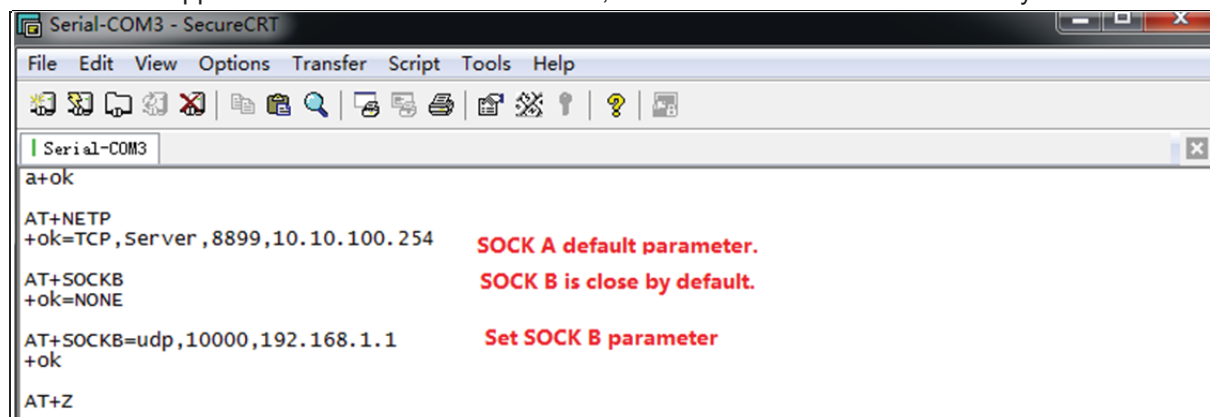 Serial-COM3 - SecureCRT
File Edit View Options Transfer Script Tools Help
Serial-COM3
a+ok
AT+NETP
+ok=TCP,Server,8899,10.10.100.254 SOCK A default parameter.
AT+SOCKB SOCK B is close by default.
+ok=NONE
AT+SOCKB=udp,10000,192.168.1.1 Set SOCK B parameter
+ok
AT+Z